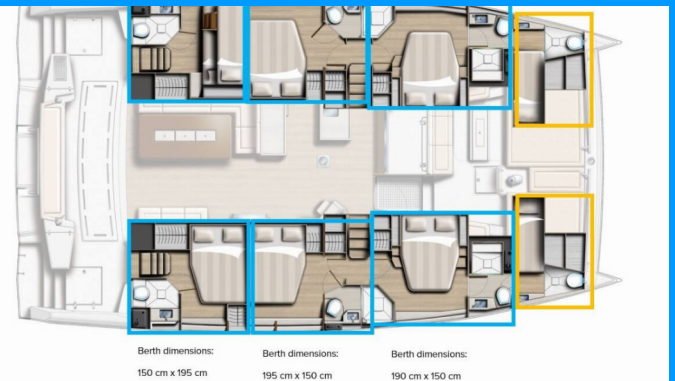 Berth dimensions:
150 cm x 195 cm
Berth dimensions:
195 cm x 150 cm
Berth dimensions:
190 cm x 150 cm